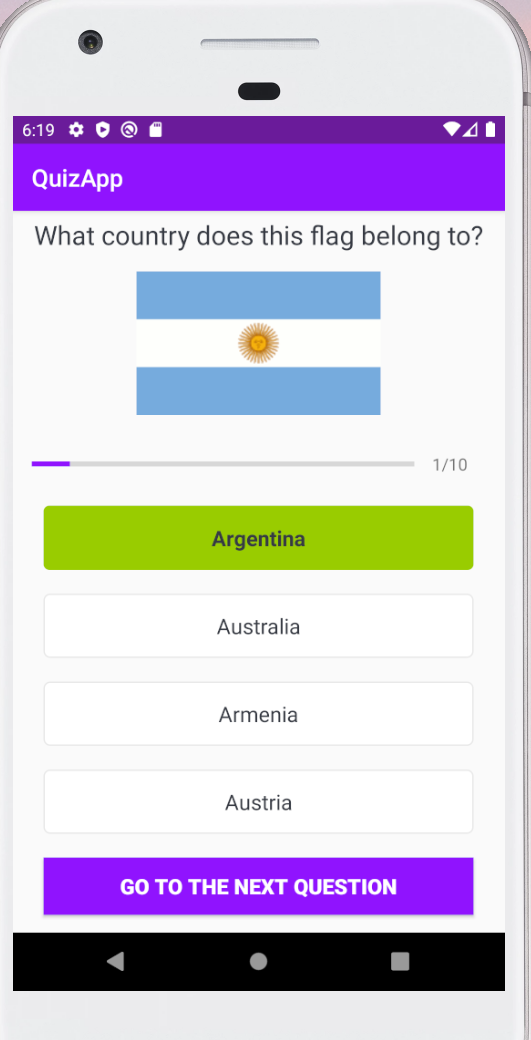 6:19
QuizApp
What country does this flag belong to?
1/10
Argentina
Australia
Armenia
Austria
GO TO THE NEXT QUESTION